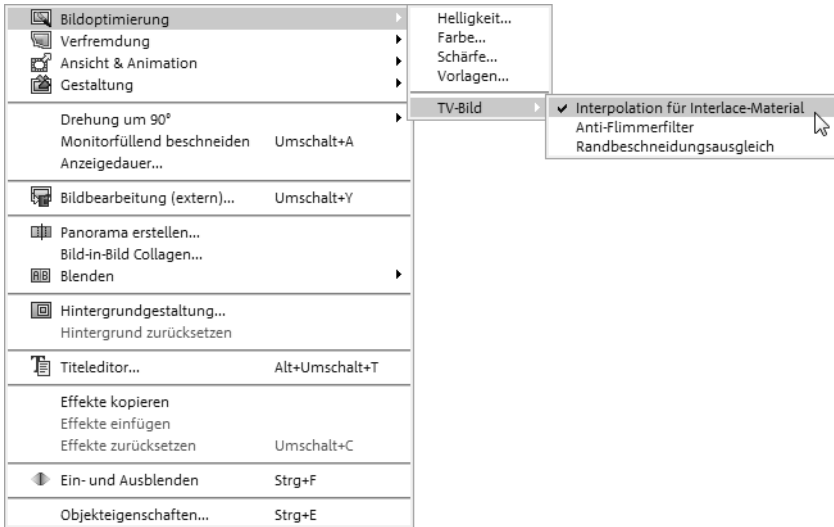 Bildoptimierung
Verfremdung
Ansicht & Animation
Gestaltung
Drehung um 90°
Monitorfüllend beschneiden Umschalt+A
Anzeigedauer...
Bildbearbeitung (extern)... Umschalt+Y
Panorama erstellen...
Bild-in-Bild Collagen...
AB Blenden
Hintergrundgestaltung...
Hintergrund zurücksetzen
Titeleditor... Alt+Umschalt+T
Effekte kopieren
Effekte einfügen
Effekte zurücksetzen Umschalt+C
Ein- und Ausblenden Strg+F
Objekteigenschaften... Strg+E
Helligkeit...
Farbe...
Schärfe...
Vorlagen...
TV-Bild
Interpolation für Interlace-Material
Anti-Flimmerfilter
Randbeschneidungsausgleich